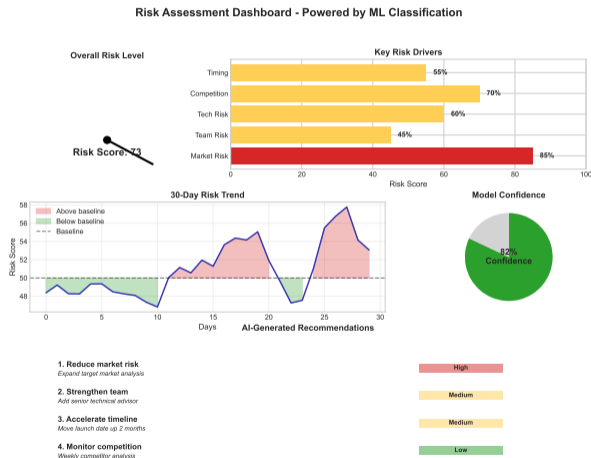 Risk Assessment Dashboard - Powered by ML Classification
Overall Risk Level
Risk Score: 73
Key Risk Drivers
Timing
55%
Competition
70%
Tech Risk
60%
Team Risk
45%
Market Risk
85%
0 20 40 60 80 100
Risk Score
30-Day Risk Trend
Risk Score
58
56
54
52
50
48
Above baseline
Below baseline
Baseline
0 5 10 15 20 25 30
Days
Model Confidence
82%
Confidence
AI-Generated Recommendations
1. Reduce market risk
Expand target market analysis
High
2. Strengthen team
Add senior technical advisor
Medium
3. Accelerate timeline
Move launch date up 2 months
Medium
4. Monitor competition
Weekly competitor analysis
Low